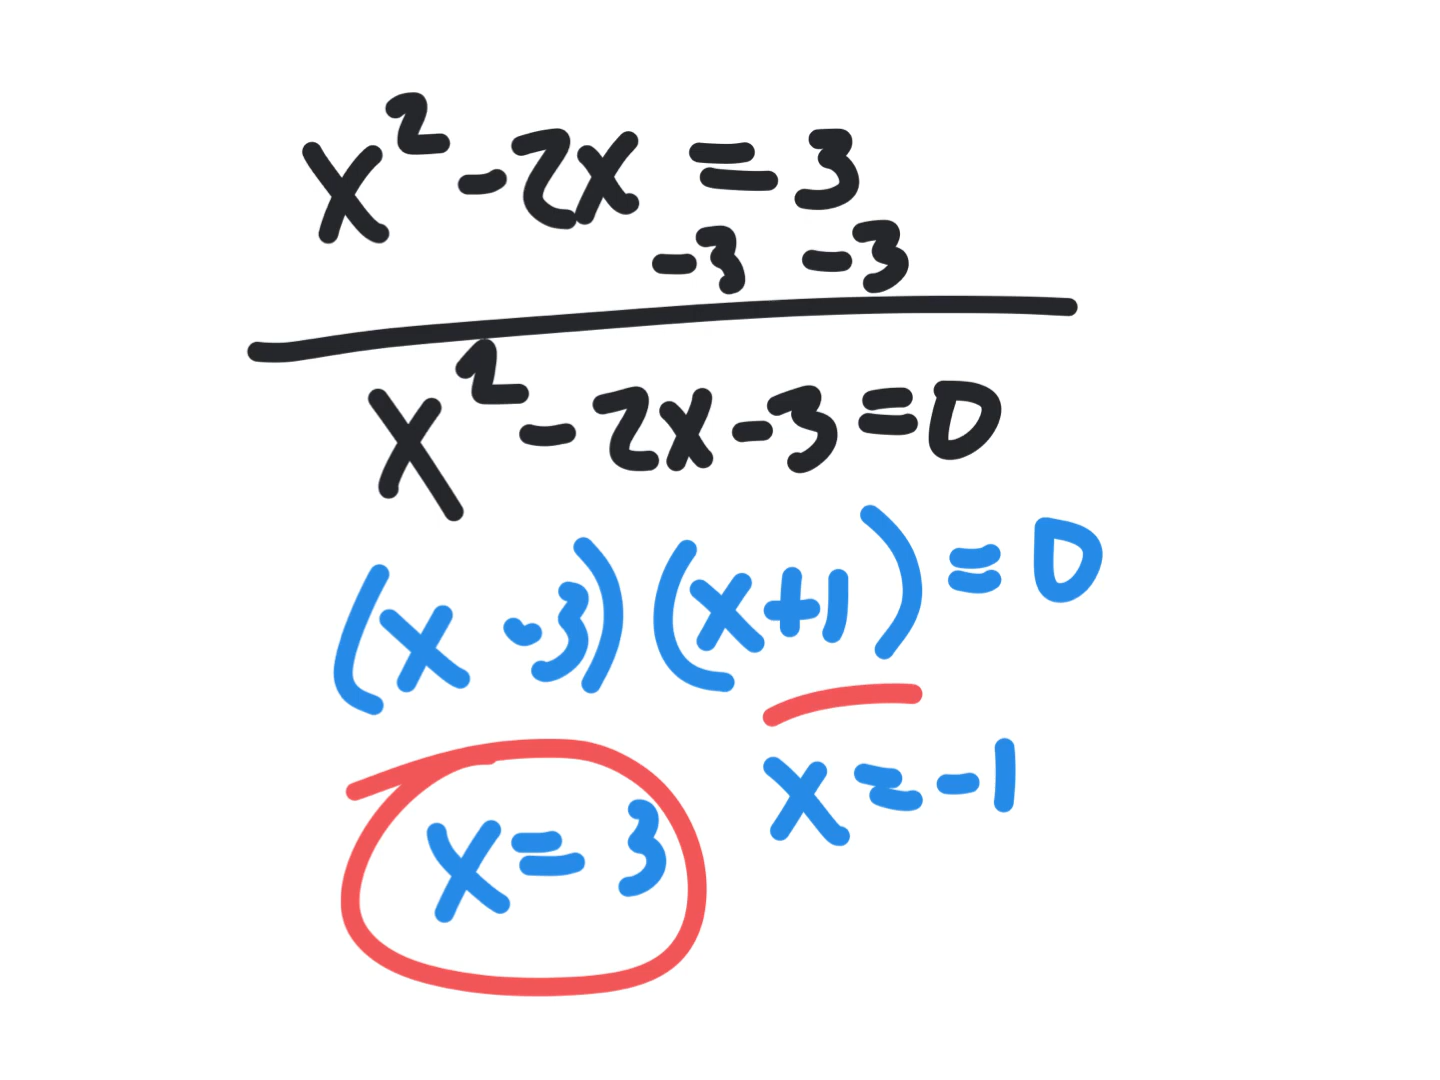 x² - 2x = 3
-3 -3
x² - 2x - 3 = 0
(x - 3)(x + 1) = 0
x = 3 x = -1